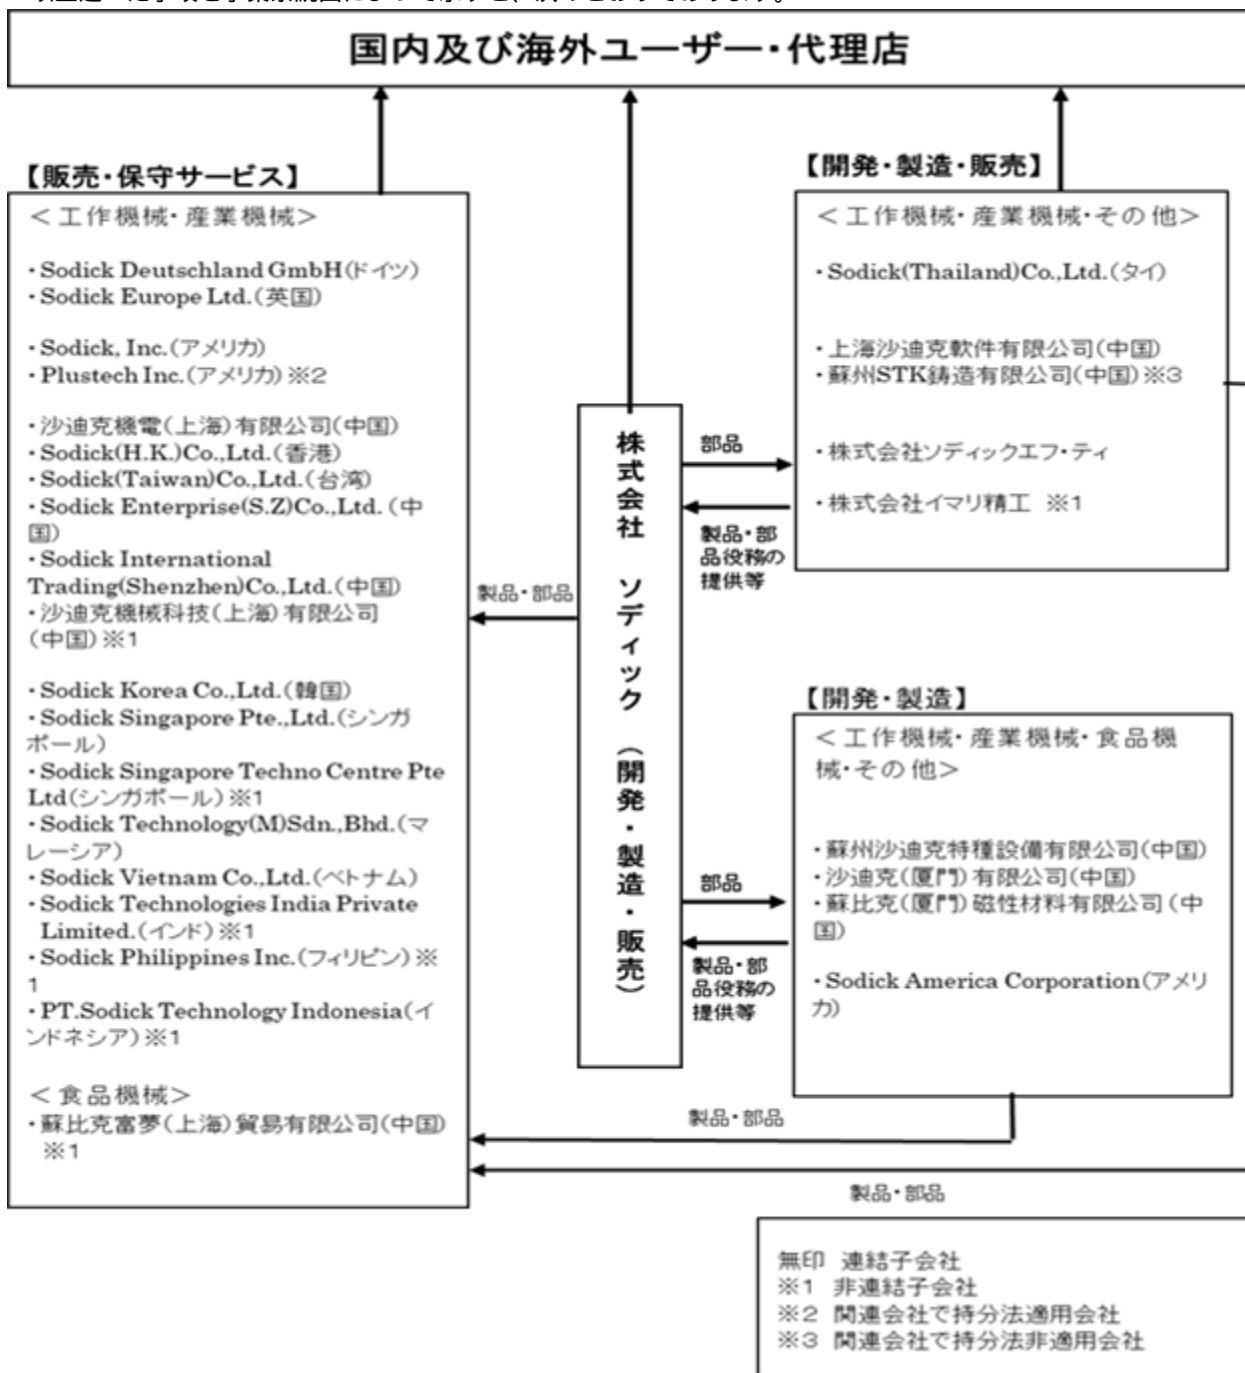 国内及び海外ユーザー・代理店
【販売・保守サービス】
＜工作機械・産業機械＞
・Sodick Deutschland GmbH(ドイツ)
・Sodick Europe Ltd.(英国)
・Sodick, Inc.(アメリカ)
・Plustech Inc.(アメリカ)※2
・沙迪克機電(上海)有限公司(中国)
・Sodick(H.K.)Co.,Ltd.(香港)
・Sodick(Taiwan)Co.,Ltd.(台湾)
・Sodick Enterprise(S.Z)Co.,Ltd.(中
国)
・Sodick International
Trading(Shenzhen)Co.,Ltd.(中国)
・沙迪克機械科技(上海)有限公司
(中国)※1
・Sodick Korea Co.,Ltd.(韓国)
・Sodick Singapore Pte.,Ltd.(シンガ
ポール)
・Sodick Singapore Techno Centre Pte
Ltd(シンガポール)※1
・Sodick Technology(M)Sdn.,Bhd.(マ
レーシア)
・Sodick Vietnam Co.,Ltd.(ベトナム)
・Sodick Technologies India Private
Limited.(インド)※1
・Sodick Philippines Inc.(フィリピン)※
1
・PT.Sodick Technology Indonesia(イ
ンドネシア)※1
＜食品機械＞
・蘇比克富夢(上海)貿易有限公司(中国)
※1
製品・部品
株式会社 ソディック (開発・製造・販売)
部品
製品・部
品役務の
提供等
【開発・製造・販売】
＜工作機械・産業機械・その他＞
・Sodick(Thailand)Co.,Ltd.(タイ)
・上海沙迪克軟件有限公司(中国)
・蘇州STK鋳造有限公司(中国)※3
・株式会社ソディックエフ・ティ
・株式会社イマリ精工 ※1
部品
製品・部
品役務の
提供等
【開発・製造】
＜工作機械・産業機械・食品機
械・その他＞
・蘇州沙迪克特種設備有限公司(中国)
・沙迪克(厦門)有限公司(中国)
・蘇比克(厦門)磁性材料有限公司(中
国)
・Sodick America Corporation(アメリ
カ)
製品・部品
製品・部品
無印 連結子会社
※1 非連結子会社
※2 関連会社で持分法適用会社
※3 関連会社で持分法非適用会社